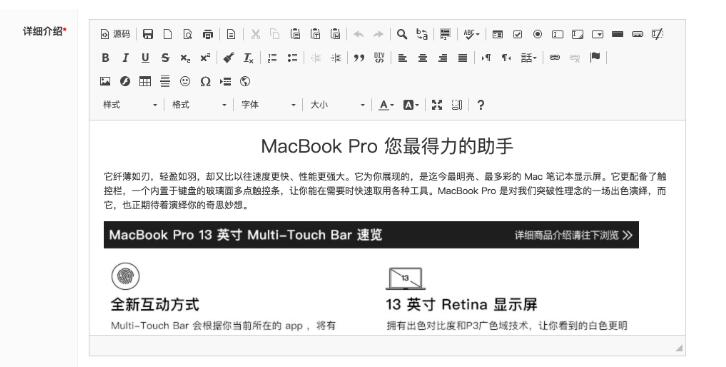 详细介绍*
源码
B I U S x₂ x² Iₓ
样式 格式 字体 大小 A A ?
MacBook Pro 您最得力的助手
它纤薄如刃，轻盈如羽，却又比以往速度更快、性能更强大。它为你展现的，是迄今最明亮、最多彩的 Mac 笔记本显示屏。它更配备了触
控栏，一个内置于键盘的玻璃面多点触控条，让你能在需要时快速取用各种工具。MacBook Pro 是对我们突破性理念的一场出色演绎，而
它，也正期待着演绎你的奇思妙想。
MacBook Pro 13 英寸 Multi-Touch Bar 速览 详细商品介绍请往下浏览 >>
13
全新互动方式
13 英寸 Retina 显示屏
Multi-Touch Bar 会根据你当前所在的 app ，将有
拥有出色对比度和P3广色域技术，让你看到的白色更明